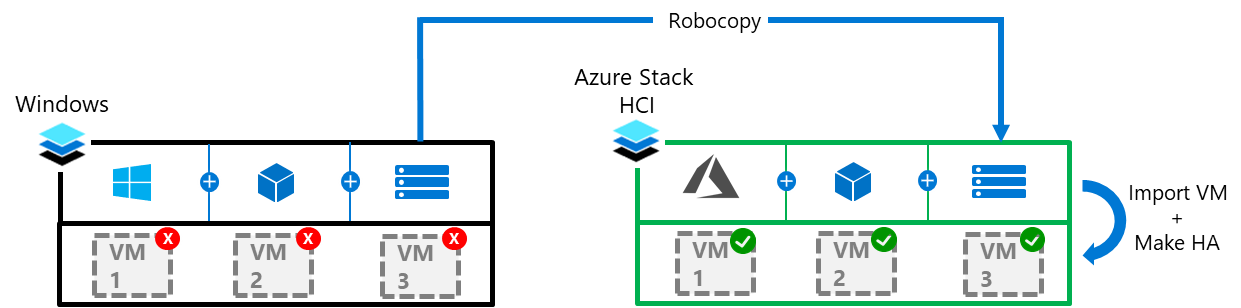 Robocopy
Windows
X
X
X
VM
1
VM
2
VM
3
Azure Stack
HCI
VM
1
VM
2
VM
3
Import VM
+
Make HA